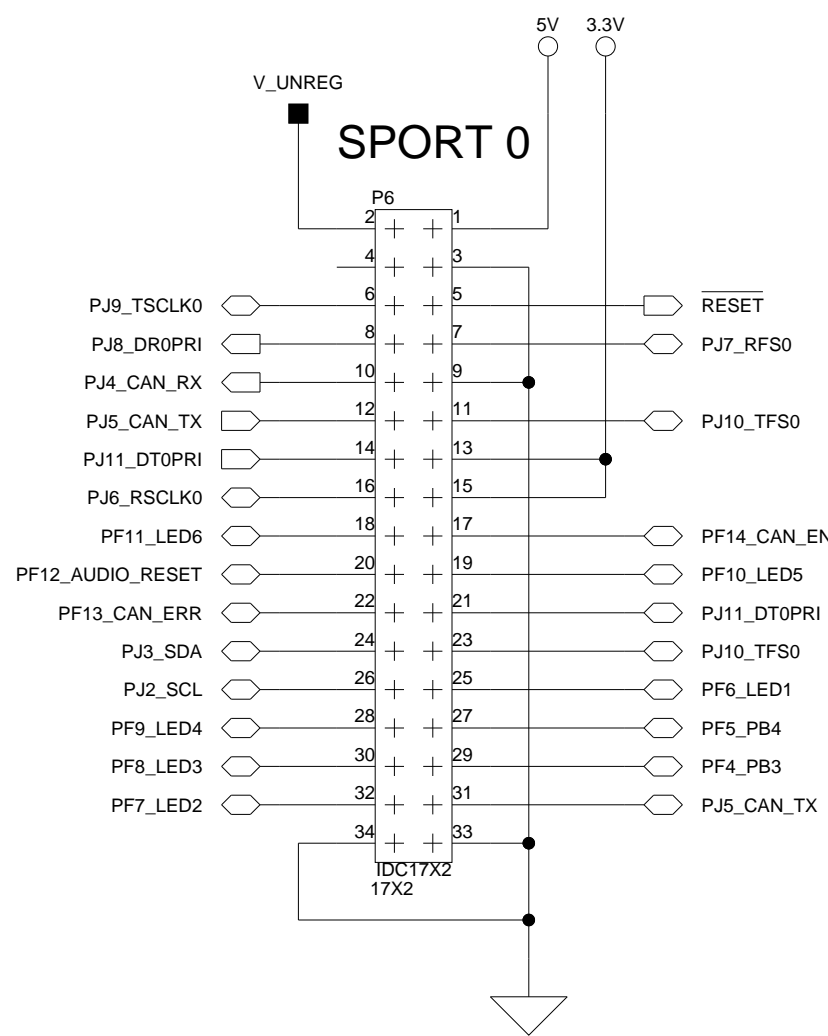 5V 3.3V
V_UNREG
SPORT 0
P6
2 1
4 3
PJ9_TSCLK0 6 5 RESET
PJ8_DR0PRI 8 7 PJ7_RFS0
PJ4_CAN_RX 10 9
PJ5_CAN_TX 12 11 PJ10_TFS0
PJ11_DT0PRI 14 13
PJ6_RSCLK0 16 15
PF11_LED6 18 17 PF14_CAN_EN
PF12_AUDIO_RESET 20 19 PF10_LED5
PF13_CAN_ERR 22 21 PJ11_DT0PRI
PJ3_SDA 24 23 PJ10_TFS0
PJ2_SCL 26 25 PF6_LED1
PF9_LED4 28 27 PF5_PB4
PF8_LED3 30 29 PF4_PB3
PF7_LED2 32 31 PJ5_CAN_TX
34 33
IDC17X2
17X2